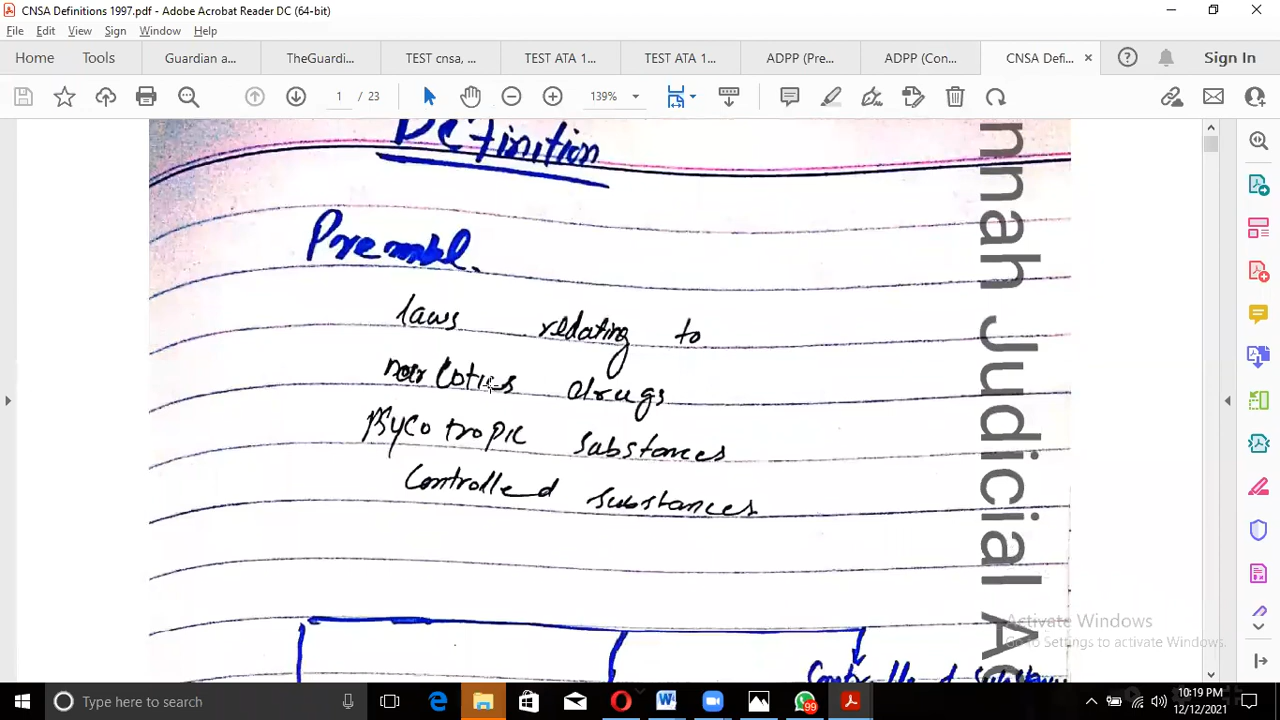 CNSA Definitions 1997.pdf - Adobe Acrobat Reader DC (64-bit)
File Edit View Sign Window Help
Home Tools Guardian a... TheGuardi... TEST cnsa, ... TEST ATA 1... TEST ATA 1... ADPP (Pre... ADPP (Con... CNSA Defi... × Sign In
1 / 23 139%
Definition
Preambl.
laws relating to
narcotics drugs
Psycotropic substances
Controlled substances
nnah Judicial A
Controlled Substan
Activate Windows
Go to Settings to activate Windows.
Type here to search
99
10:19 PM
12/12/2021